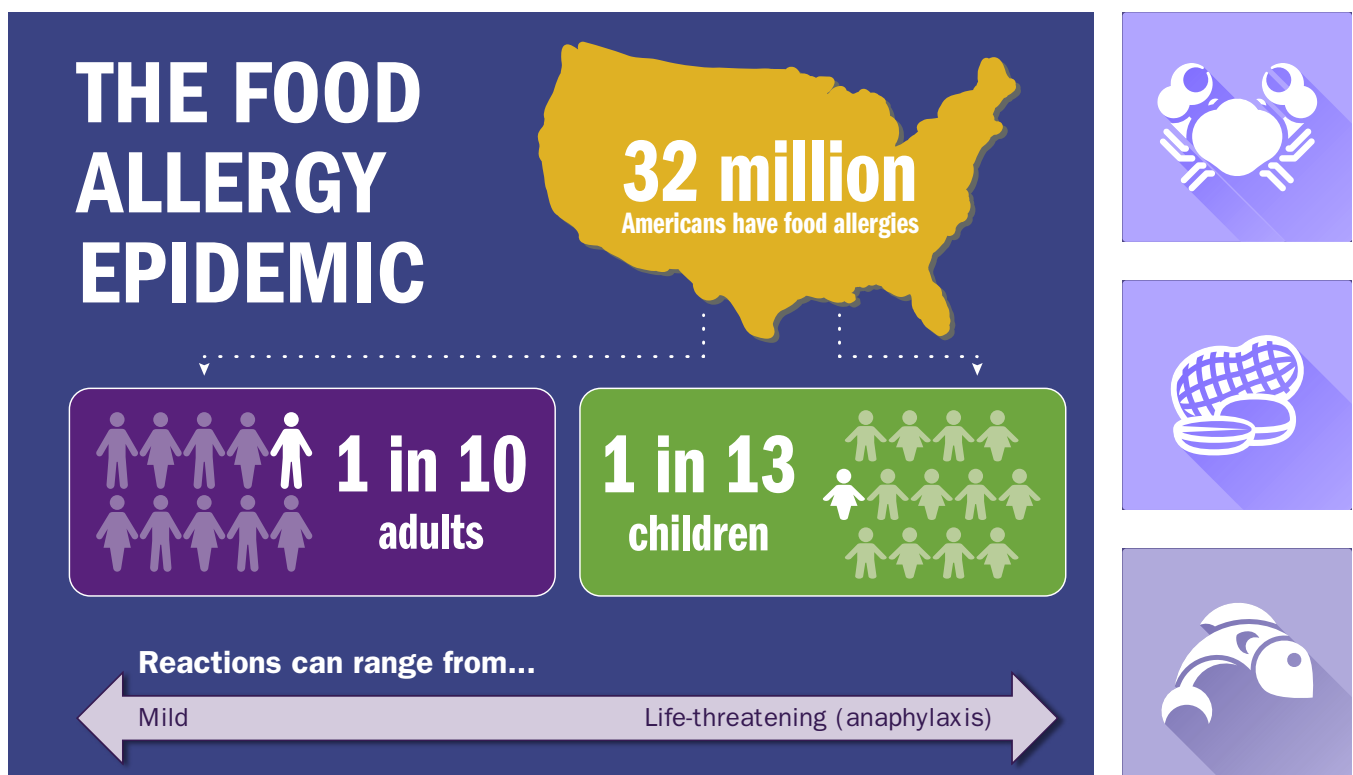 THE FOOD
ALLERGY
EPIDEMIC
32 million
Americans have food allergies
1 in 10
adults
1 in 13
children
Reactions can range from...
Mild
Life-threatening (anaphylaxis)